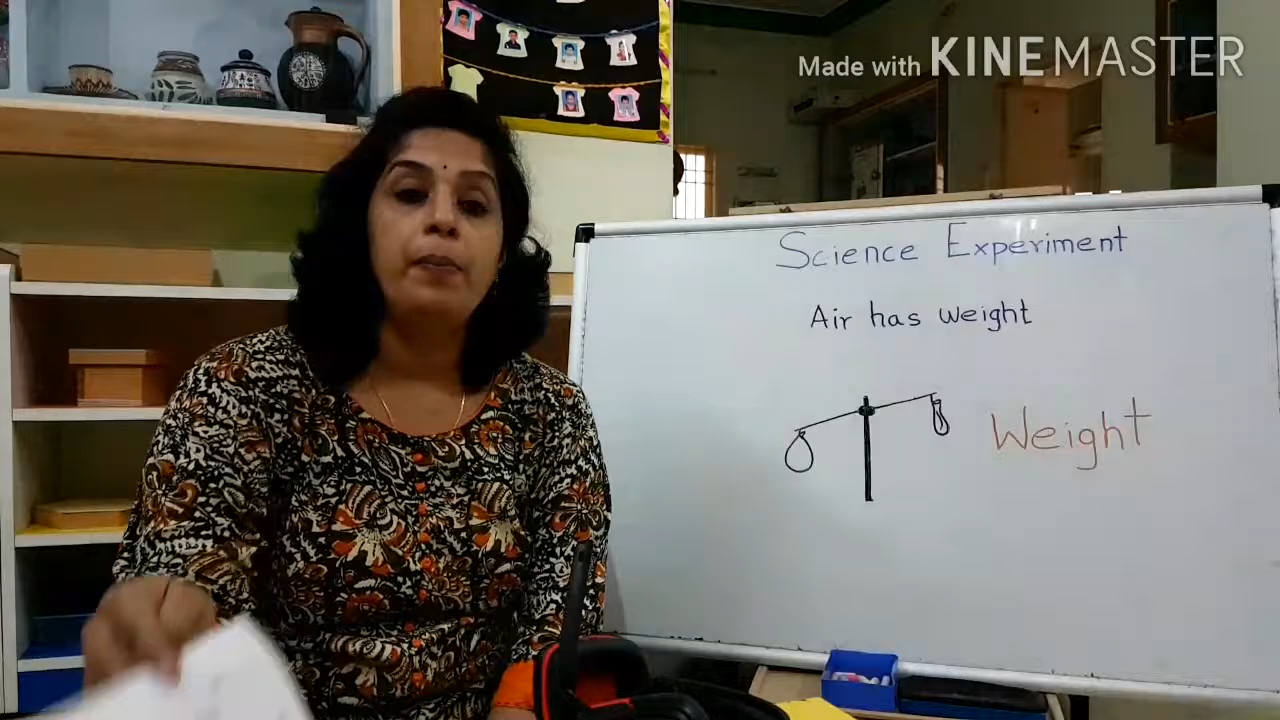 Made with KINEMASTER
Science Experiment
Air has weight
Weight